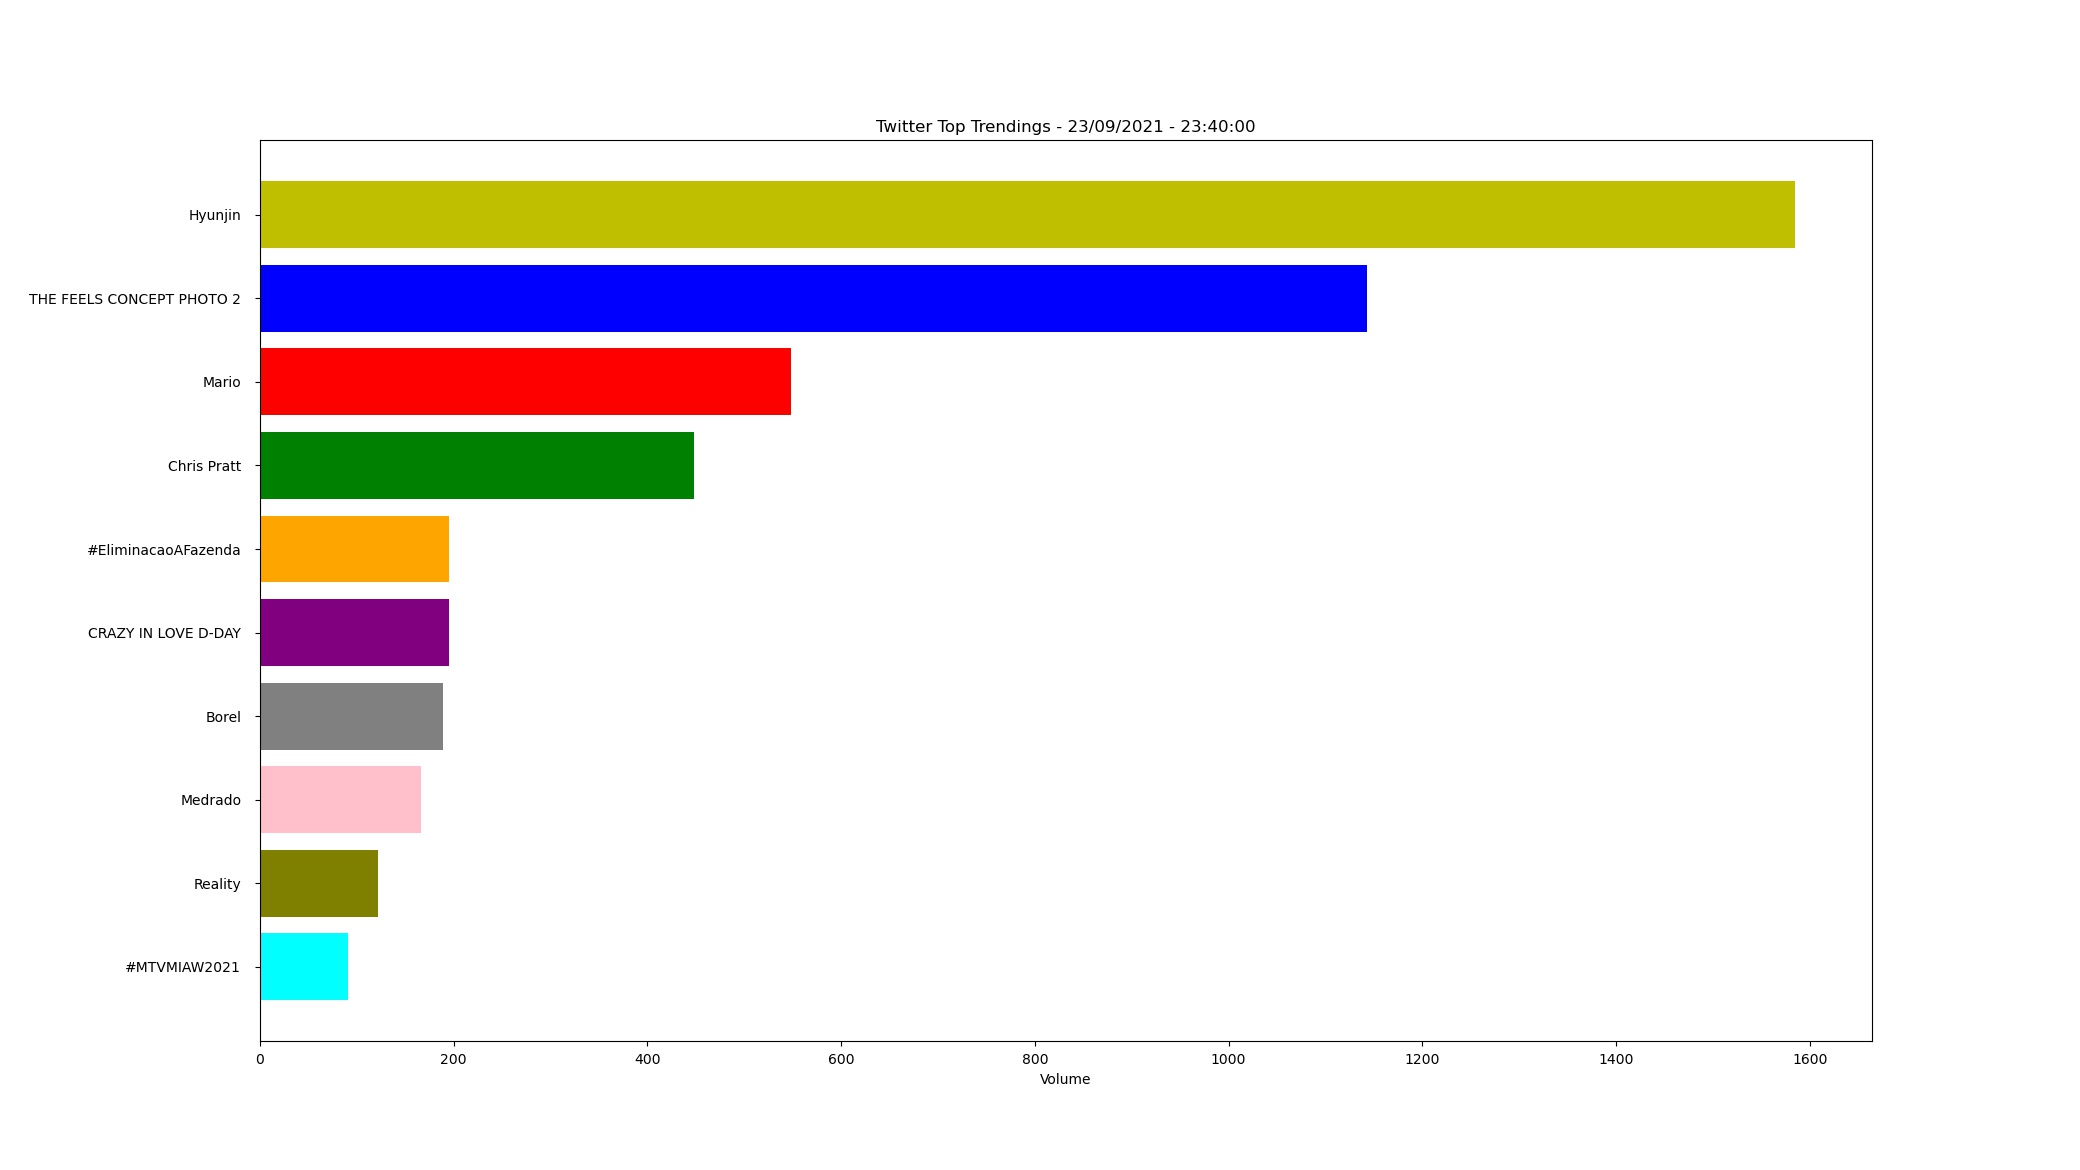 Twitter Top Trendings - 23/09/2021 - 23:40:00
Hyunjin
THE FEELS CONCEPT PHOTO 2
Mario
Chris Pratt
#EliminacaoAFazenda
CRAZY IN LOVE D-DAY
Borel
Medrado
Reality
#MTVMIAW2021
0 200 400 600 800 1000 1200 1400 1600
Volume